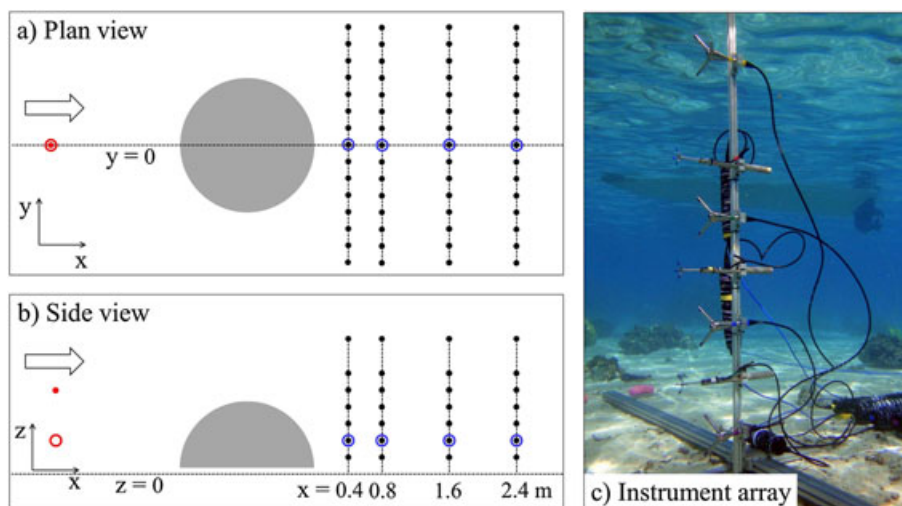 a) Plan view
y = 0
y
x
b) Side view
z
x
z = 0
x = 0.4 0.8 1.6 2.4 m
c) Instrument array